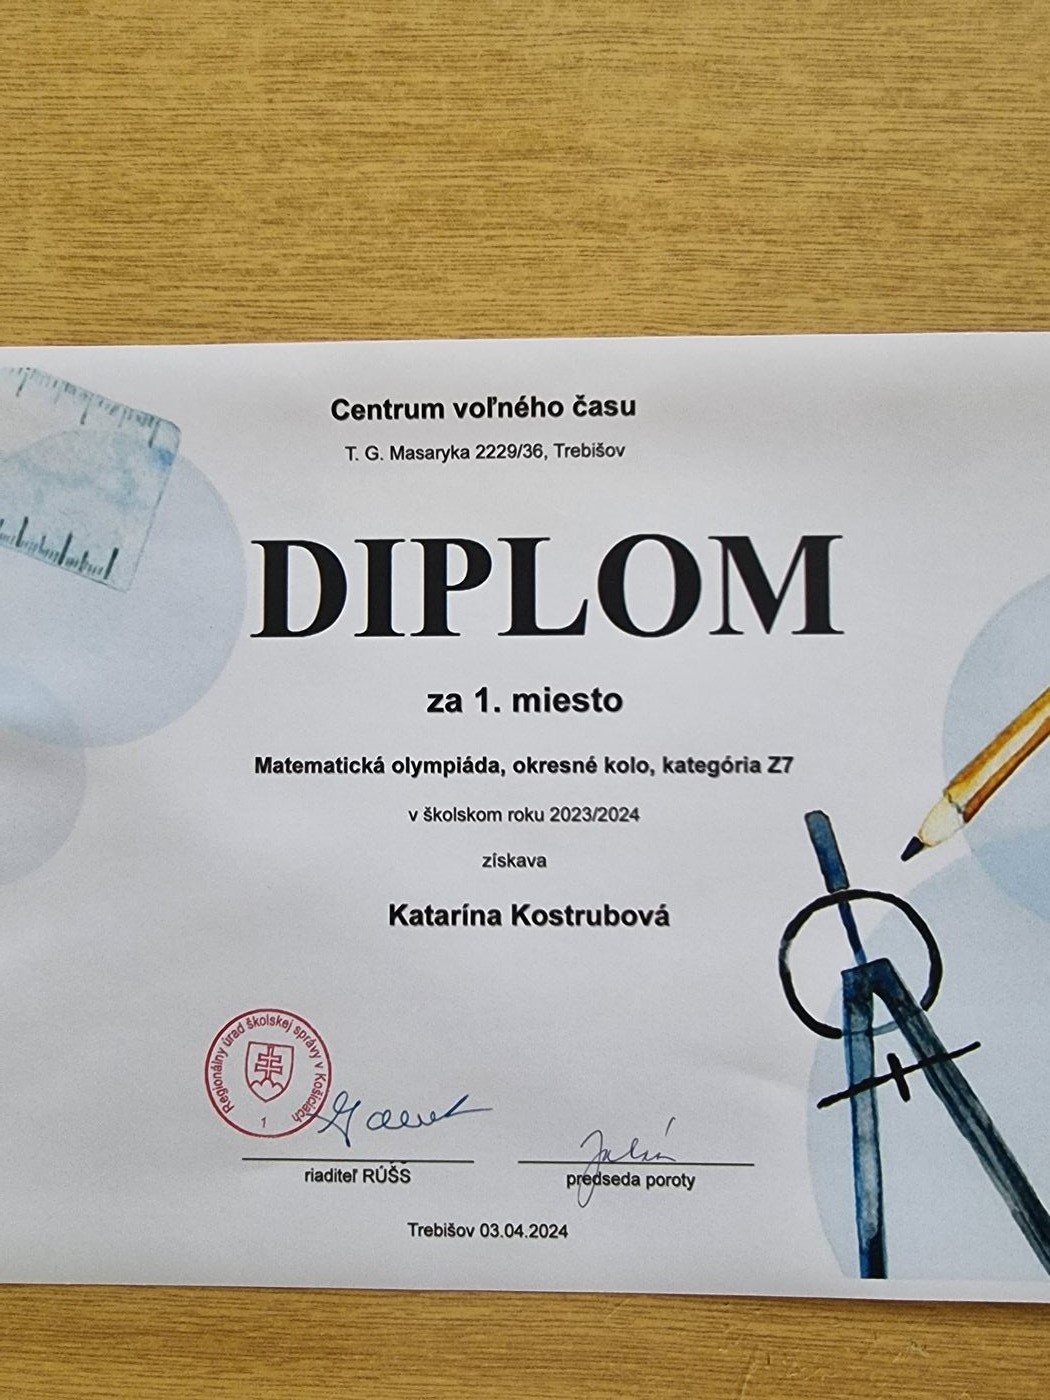 Centrum voľného času
T. G. Masaryka 2229/36, Trebišov
DIPLOM
za 1. miesto
Matematická olympiáda, okresné kolo, kategória Z7
v školskom roku 2023/2024
získava
Katarína Kostrubová
Regionálny úrad školskej správy v Košiciach
1
riaditeľ RÚŠS
predseda poroty
Trebišov 03.04.2024